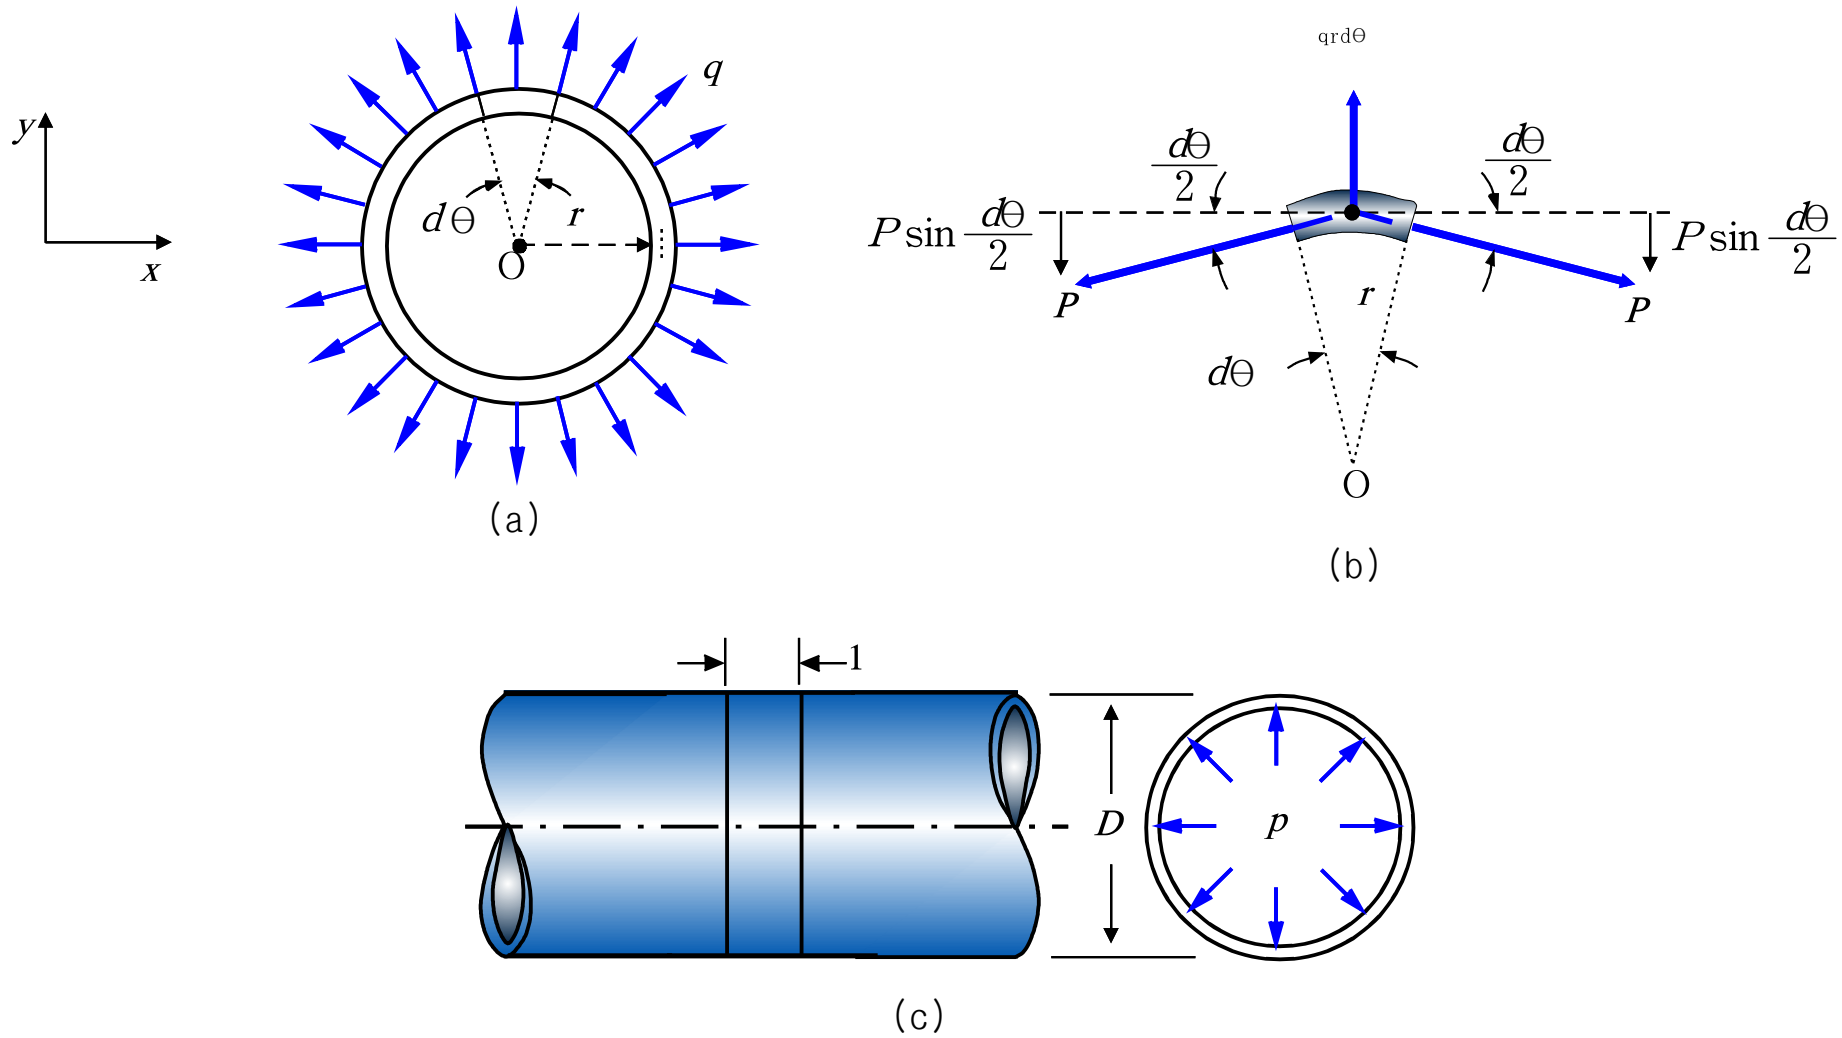 q
y
x
dΘ
r
O
(a)
qrdΘ
dΘ/2
dΘ/2
P sin dΘ/2
P sin dΘ/2
P
P
r
dΘ
O
(b)
1
D
p
(c)